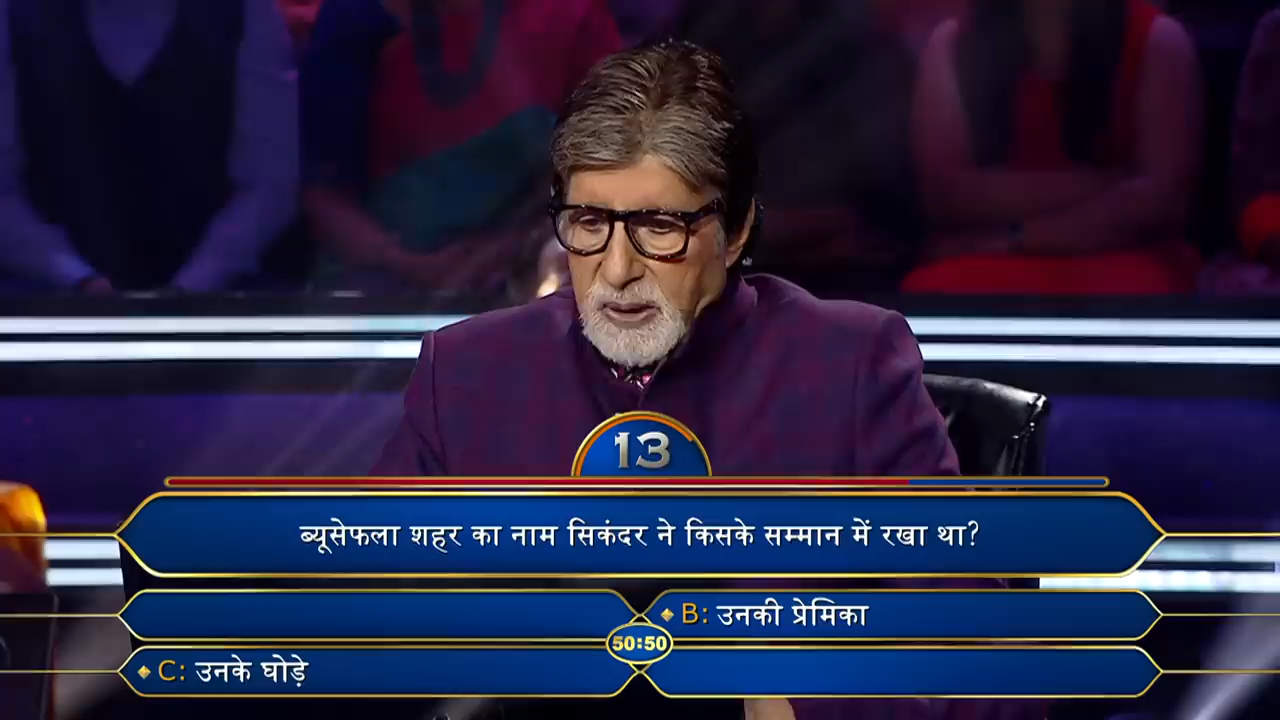 13
ब्यूसेफला शहर का नाम सिकंदर ने किसके सम्मान में रखा था?
B: उनकी प्रेमिका
50:50
C: उनके घोड़े